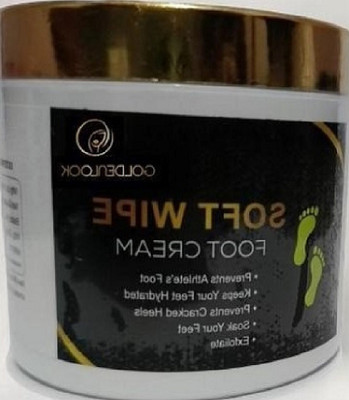 GOLDENLOOK
SOFT WIPE
FOOT CREAM
• Prevents Athlete's Foot
• Keeps Your Feet Hydrated
• Prevents Cracked Heels
• Soak Your Feet
• Exfoliate